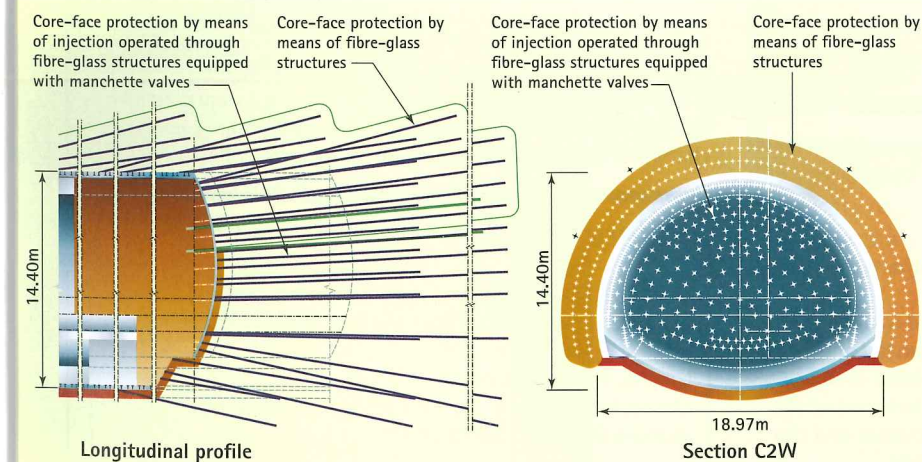 Core-face protection by means
of injection operated through
fibre-glass structures equipped
with manchette valves
Core-face protection by
means of fibre-glass
structures
Core-face protection by means
of injection operated through
fibre-glass structures equipped
with manchette valves
Core-face protection by
means of fibre-glass
structures
14.40m
14.40m
18.97m
Longitudinal profile
Section C2W